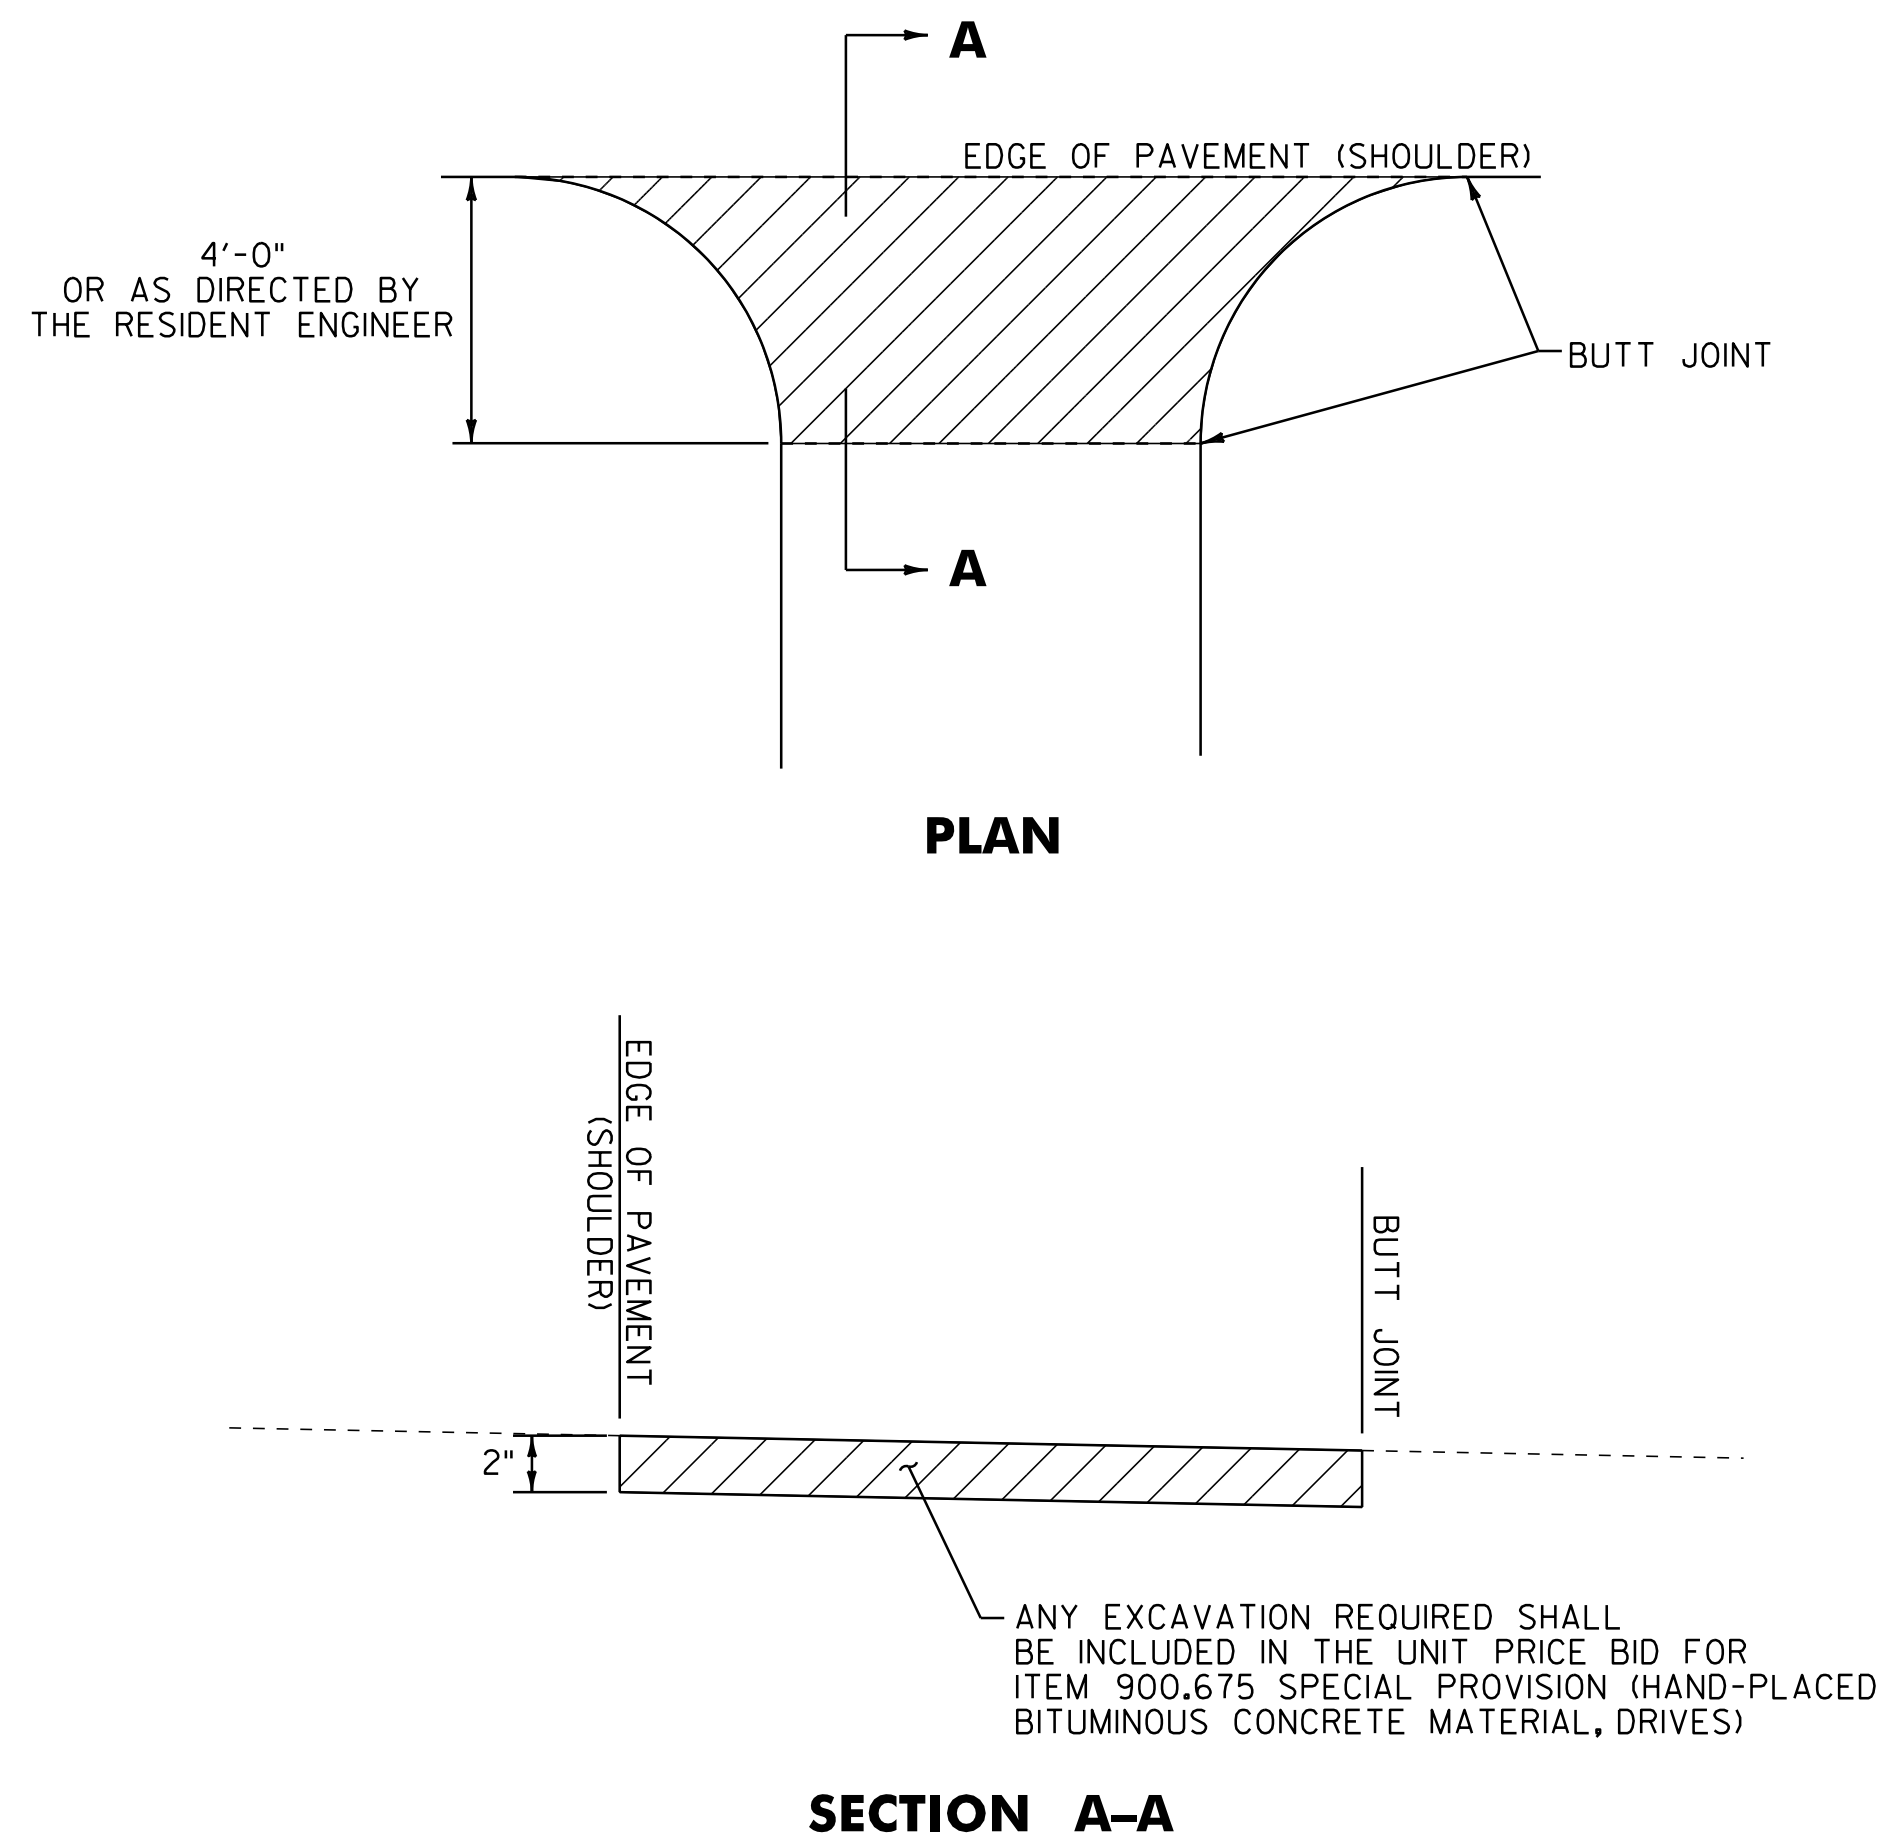 A
EDGE OF PAVEMENT (SHOULDER)
4'-0"
OR AS DIRECTED BY
THE RESIDENT ENGINEER
BUTT JOINT
A
PLAN
EDGE OF PAVEMENT
(SHOULDER)
BUTT JOINT
2"
ANY EXCAVATION REQUIRED SHALL
BE INCLUDED IN THE UNIT PRICE BID FOR
ITEM 900.675 SPECIAL PROVISION (HAND-PLACED
BITUMINOUS CONCRETE MATERIAL, DRIVES)
SECTION A-A